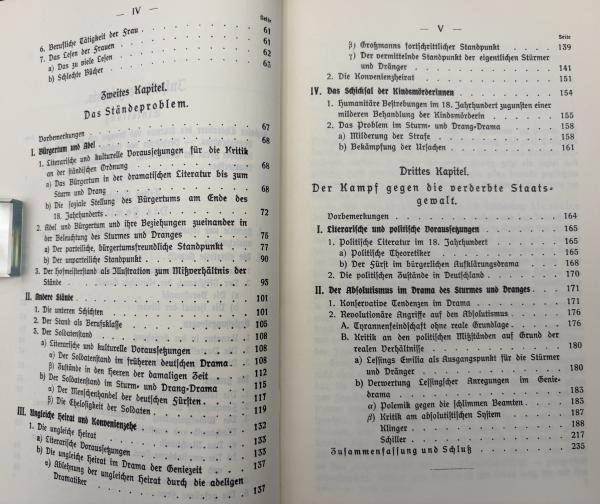 — IV —
Seite
6. Berufliche Tätigkeit der Frau . . . . . 61
7. Das Lesen der Frauen . . . . . 61
a) Das zu viele Lesen . . . . . 62
b) Schlechte Bücher . . . . . 63
Zweites Kapitel.
Das Ständeproblem.
Vorbemerkungen . . . . . 67
I. Bürgertum und Adel . . . . . 68
1. Literarische und kulturelle Voraussetzungen für die Kritik
an der ständischen Ordnung . . . . . 68
a) Das Bürgertum in der dramatischen Literatur bis zum
Sturm und Drang . . . . . 68
b) Die soziale Stellung des Bürgertums am Ende des
18. Jahrhunderts . . . . . 72
2. Adel und Bürgertum und ihre Beziehungen zueinander in
der Beleuchtung des Sturmes und Dranges . . . . . 75
a) Der parteiliche, bürgertumsfreundliche Standpunkt . . 77
b) Der unparteiliche Standpunkt . . . . . 90
3. Der Hofmeisterstand als Illustration zum Mißverhältnis der
Stände . . . . . 93
II. Andere Stände . . . . . 101
1. Die unteren Schichten . . . . . 101
2. Der Stand als Berufsklasse . . . . . 105
3. Der Soldatenstand . . . . . 108
a) Literarische und kulturelle Voraussetzungen . . . . . 108
α) Der Soldatenstand im früheren deutschen Drama . . 108
β) Zustände in den Heeren der damaligen Zeit . . . 112
b) Der Soldatenstand im Sturm- und Drang-Drama . . . 115
α) Der Menschenhandel der deutschen Fürsten . . . . 117
β) Die Ehelosigkeit der Soldaten . . . . . 119
III. Ungleiche Heirat und Konvenienzehe . . . . . 132
1. Die ungleiche Heirat . . . . . 133
a) Literarische Voraussetzungen . . . . . 133
b) Die ungleiche Heirat im Drama der Geniezeit . . . . 137
α) Ablehnung der ungleichen Heirat durch die adeligen
Dramatiker . . . . . 137
— V —
Seite
β) Großmanns fortschrittlicher Standpunkt . . . . . 139
γ) Der vermittelnde Standpunkt der eigentlichen Stürmer
und Dränger . . . . . 141
2. Die Konvenienzheirat . . . . . 151
IV. Das Schicksal der Kindsmörderinnen . . . . . 154
1. Humanitäre Bestrebungen im 18. Jahrhundert zugunsten einer
milderen Behandlung der Kindsmörderin . . . . . 155
2. Das Problem im Sturm- und Drang-Drama . . . . . 158
a) Milderung der Strafe . . . . . 158
b) Bekämpfung der Ursachen . . . . . 161
Drittes Kapitel.
Der Kampf gegen die verderbte Staats-
gewalt.
Vorbemerkungen . . . . . 164
I. Literarische und politische Voraussetzungen . . . . . 165
1. Politische Literatur im 18. Jahrhundert . . . . . 165
a) Politische Theoretiker . . . . . 165
b) Der Fürst im bürgerlichen Aufklärungsdrama . . . . 168
2. Die politischen Zustände in Deutschland . . . . . 170
II. Der Absolutismus im Drama des Sturmes und Dranges . . . 171
1. Konservative Tendenzen im Drama . . . . . 171
2. Revolutionäre Angriffe auf den Absolutismus . . . . . 176
A. Tyrannenfeindschaft ohne reale Grundlage . . . . . 176
B. Kritik an den politischen Mißständen auf Grund der
realen Verhältnisse . . . . . 180
a) Lessings Emilia als Ausgangspunkt für die Stürmer
und Dränger . . . . . 180
b) Verwertung Lessingscher Anregungen im Genie-
drama . . . . . 183
α) Polemik gegen die schlimmen Beamten . . . . . 183
β) Kritik am absolutistischen System . . . . . 187
Klinger . . . . . 188
Schiller . . . . . 217
Zusammenfassung und Schluß . . . . . 235